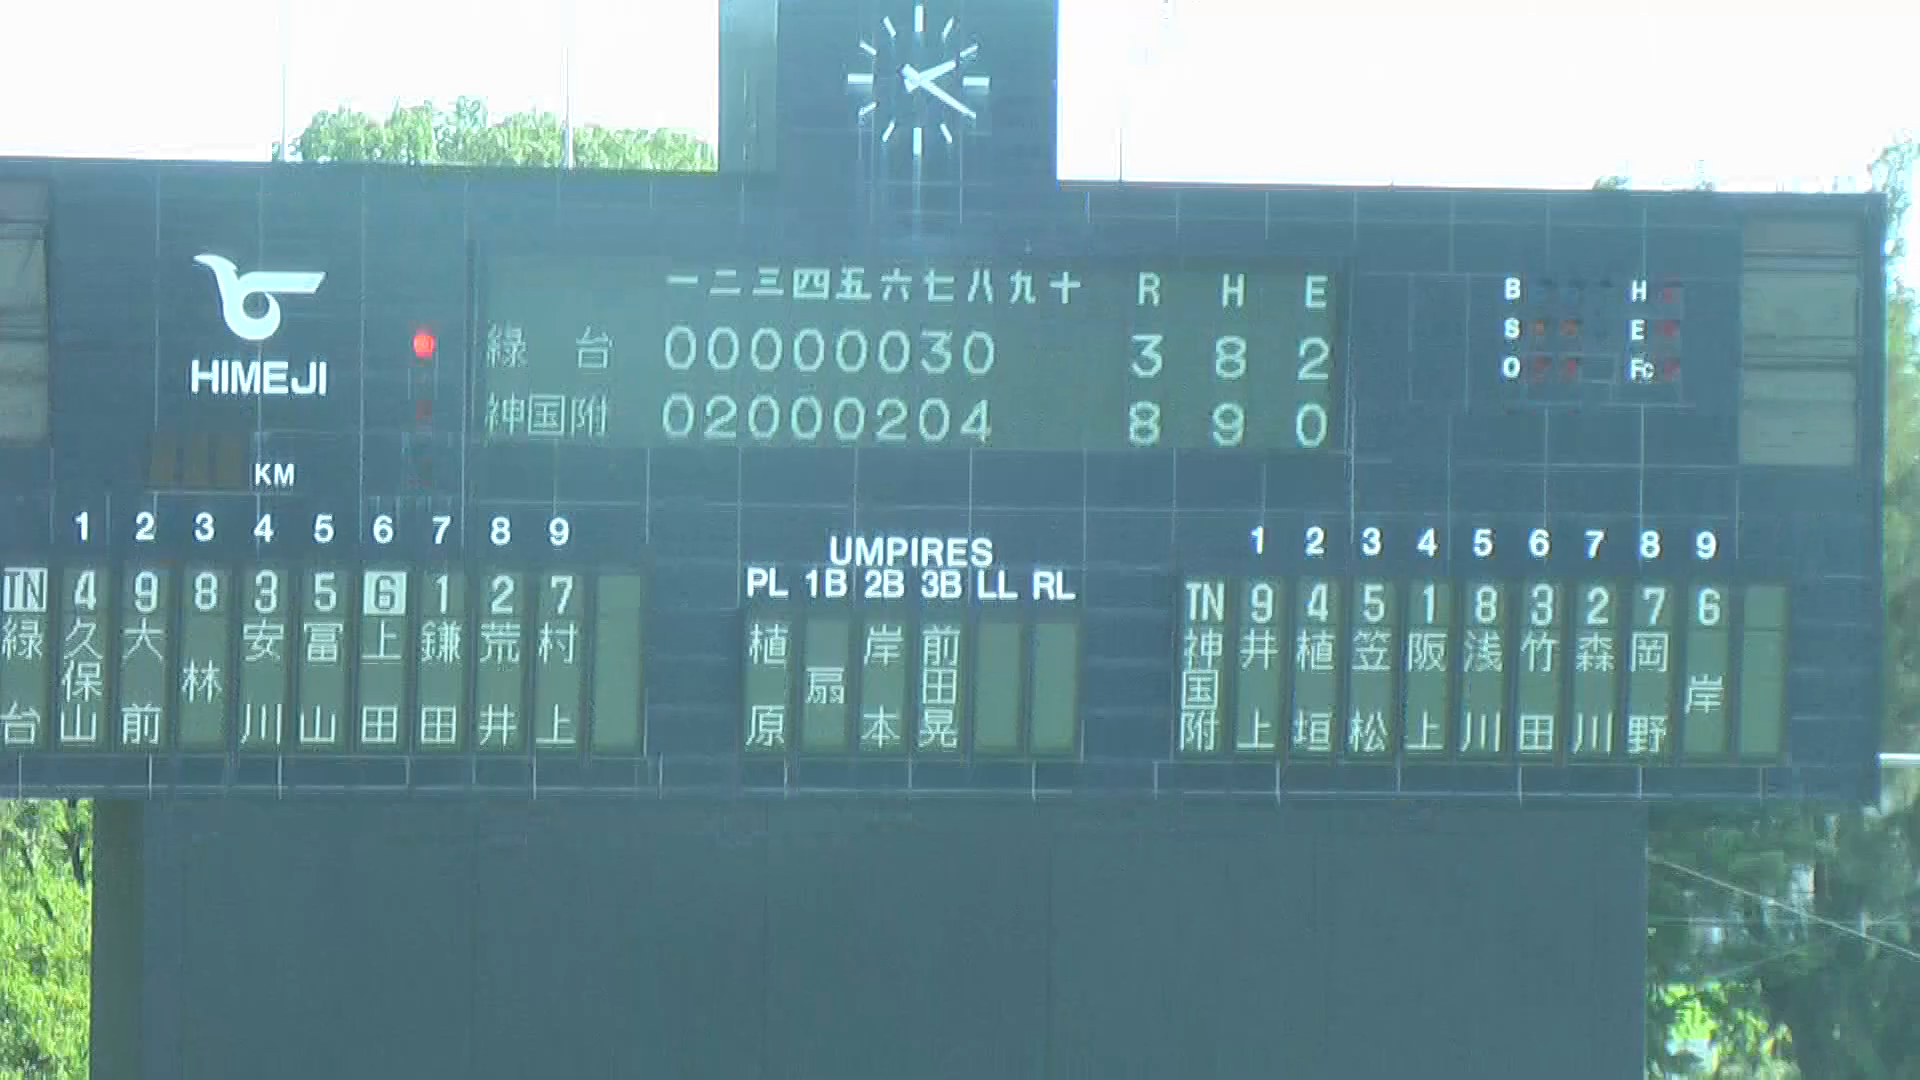 一二三四五六七八九十 R H E
緑台 00000030 3 8 2
神国附 02000204 8 9 0
B H
S E
O Fc
HIMEJI
KM
1 2 3 4 5 6 7 8 9
TN 4 9 8 3 5 6 1 2 7
緑台 久保山 大前 林 安川 冨山 上田 鎌田 荒井 村上
UMPIRES
PL 1B 2B 3B LL RL
植原 扇 岸本 前田晃
1 2 3 4 5 6 7 8 9
TN 9 4 5 1 8 3 2 7 6
神国附 井上 植垣 笠松 阪上 浅川 竹田 森川 岡野 岸